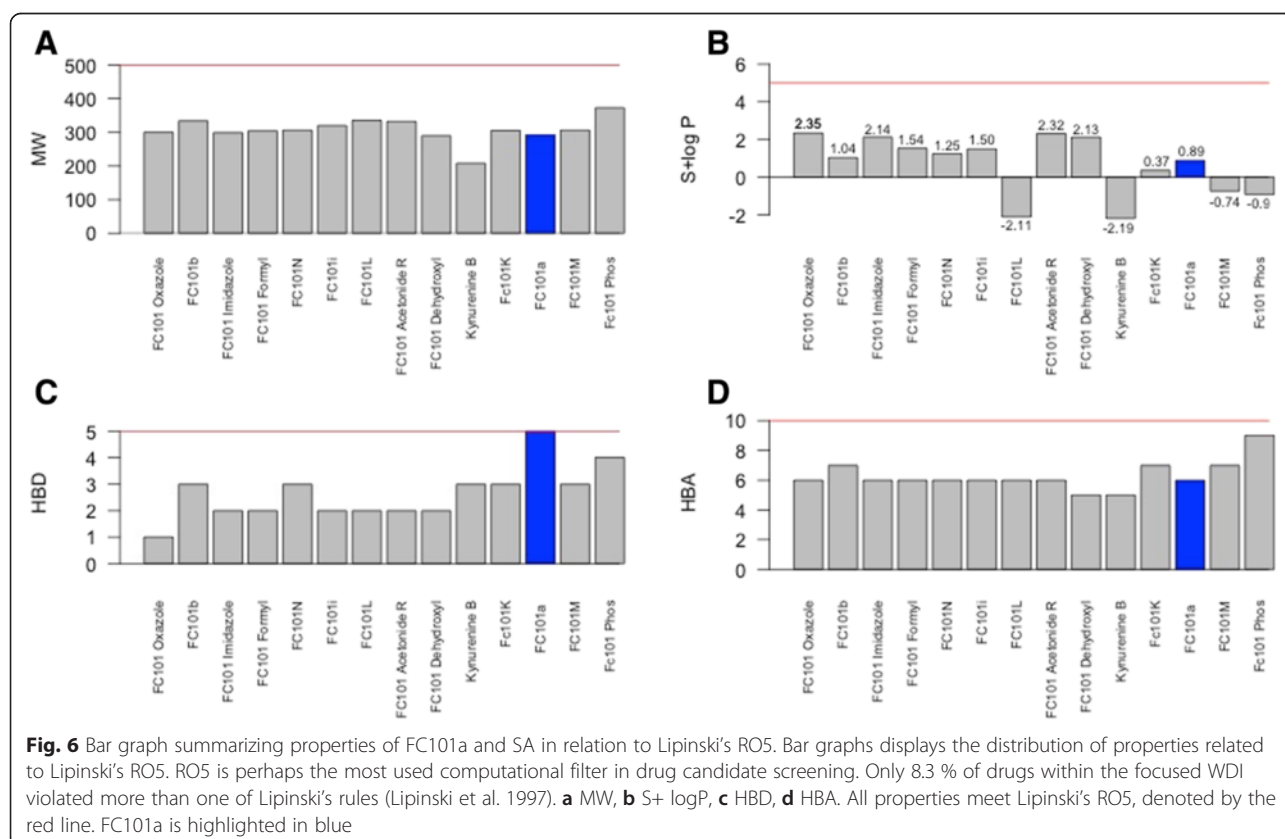 A
500
400
300
200
100
0
MW
FC101 Oxazole
FC101b
FC101 Imidazole
FC101 Formyl
FC101N
FC101i
FC101L
FC101 Acetonide R
FC101 Dehydroxyl
Kynurenine B
Fc101K
FC101a
FC101M
Fc101 Phos
B
6
4
2
0
-2
S+log P
2.35
1.04
2.14
1.54
1.25
1.50
-2.11
2.32
2.13
-2.19
0.37
0.89
-0.74
-0.9
FC101 Oxazole
FC101b
FC101 Imidazole
FC101 Formyl
FC101N
FC101i
FC101L
FC101 Acetonide R
FC101 Dehydroxyl
Kynurenine B
Fc101K
FC101a
FC101M
Fc101 Phos
C
5
4
3
2
1
0
HBD
FC101 Oxazole
FC101b
FC101 Imidazole
FC101 Formyl
FC101N
FC101i
FC101L
FC101 Acetonide R
FC101 Dehydroxyl
Kynurenine B
Fc101K
FC101a
FC101M
Fc101 Phos
D
10
8
6
4
2
0
HBA
FC101 Oxazole
FC101b
FC101 Imidazole
FC101 Formyl
FC101N
FC101i
FC101L
FC101 Acetonide R
FC101 Dehydroxyl
Kynurenine B
Fc101K
FC101a
FC101M
Fc101 Phos
Fig. 6 Bar graph summarizing properties of FC101a and SA in relation to Lipinski's RO5. Bar graphs displays the distribution of properties related
to Lipinski's RO5. RO5 is perhaps the most used computational filter in drug candidate screening. Only 8.3 % of drugs within the focused WDI
violated more than one of Lipinski's rules (Lipinski et al. 1997). a MW, b S+ logP, c HBD, d HBA. All properties meet Lipinski's RO5, denoted by the
red line. FC101a is highlighted in blue